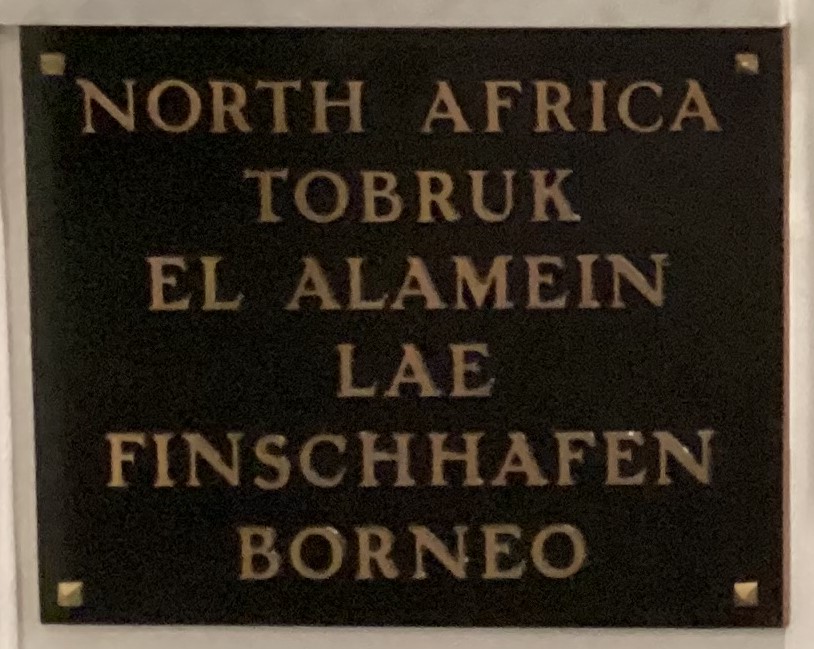 NORTH AFRICA
TOBRUK
EL ALAMEIN
LAE
FINSCHHAFEN
BORNEO